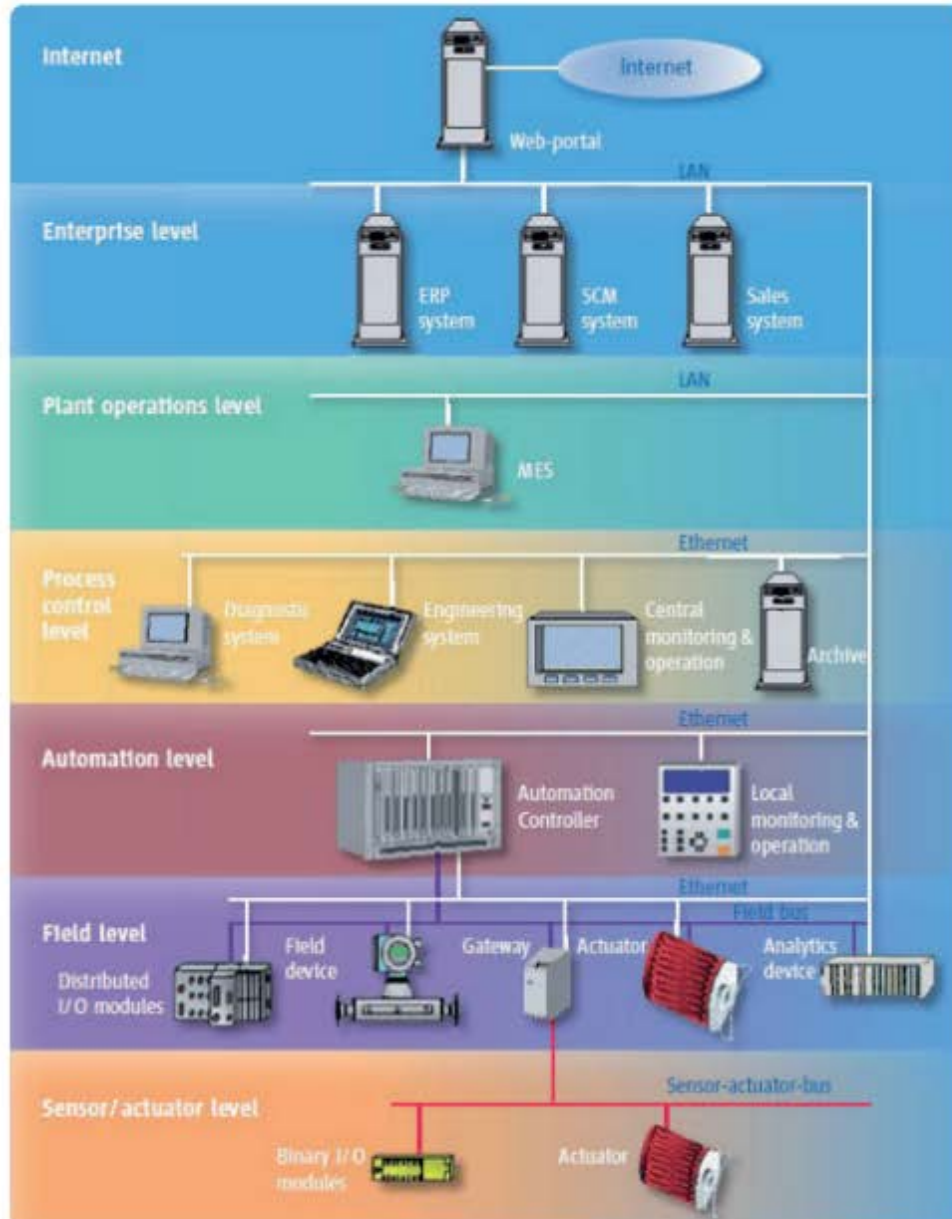 Internet
Internet
Web-portal
LAN
Enterprise level
ERP
system
SCM
system
Sales
system
LAN
Plant operations level
MES
Ethernet
Process
control
level
Diagnostic
system
Engineering
system
Central
monitoring &
operation
Archive
Ethernet
Automation level
Automation
Controller
Local
monitoring &
operation
Ethernet
Field bus
Field level
Distributed
I/O modules
Field
device
Gateway
Actuator
Analytics
device
Sensor-actuator-bus
Sensor/actuator level
Binary I/O
modules
Actuator